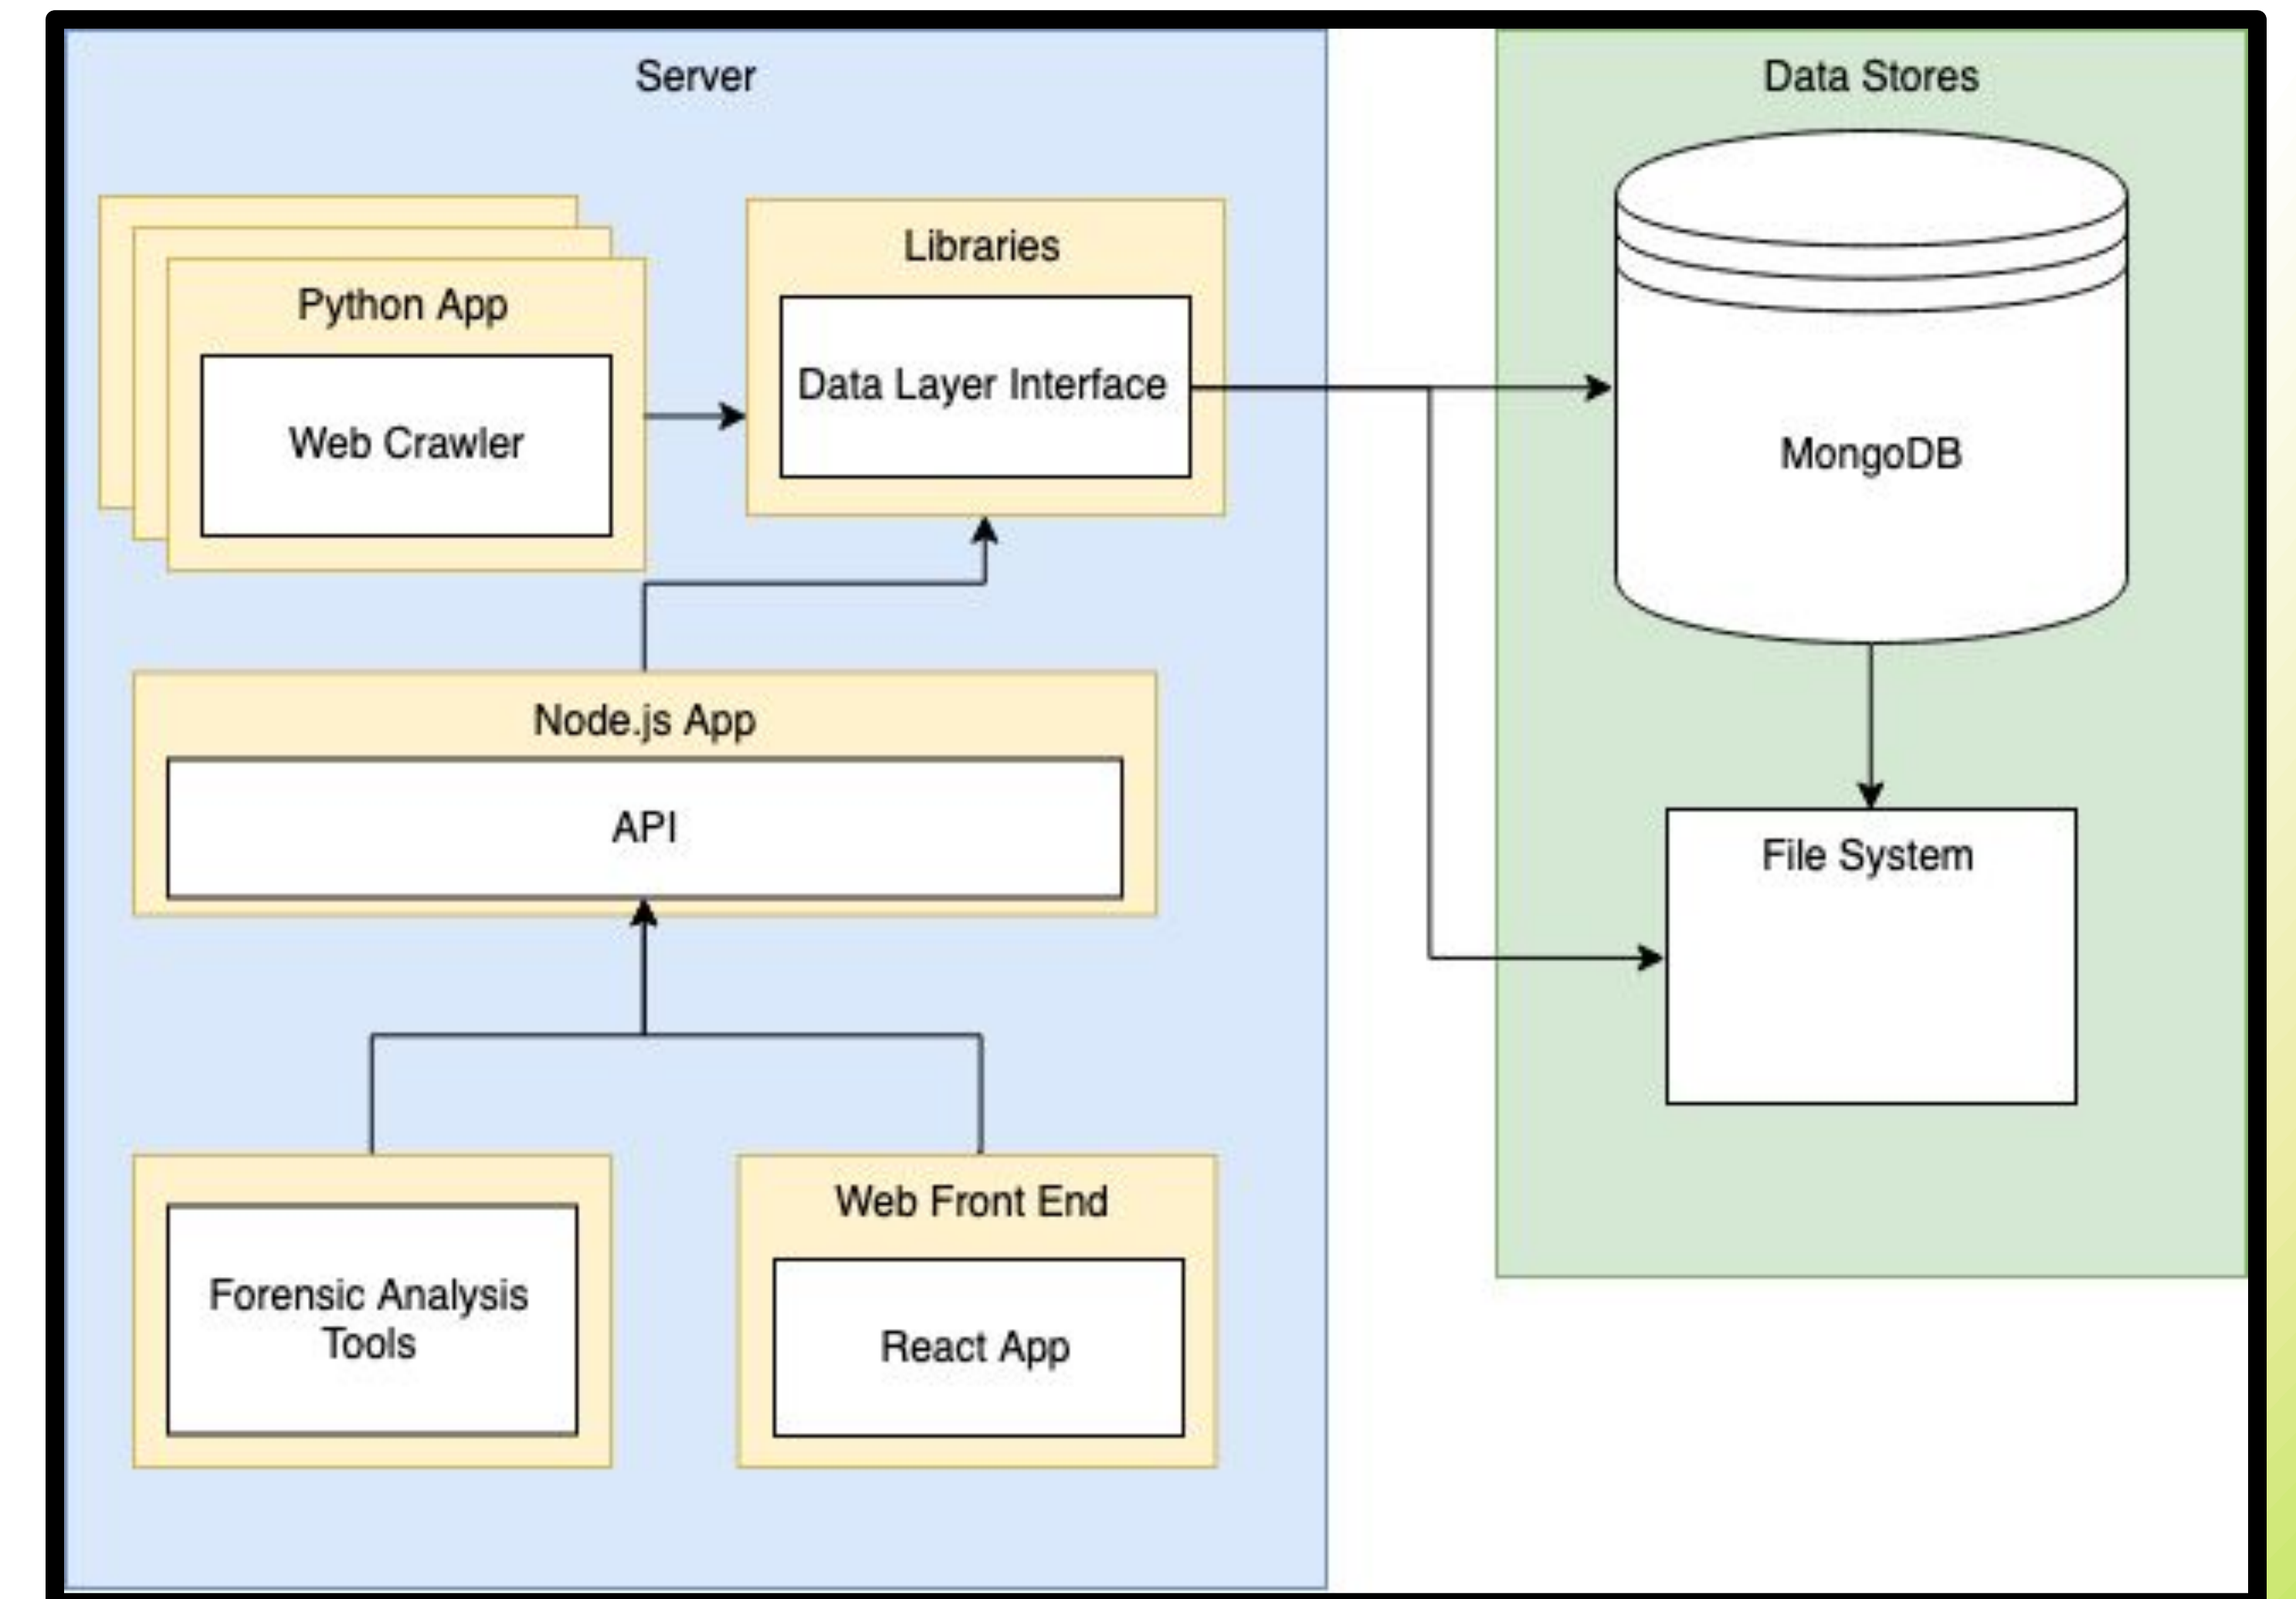 Server
Python App
Web Crawler
Libraries
Data Layer Interface
Node.js App
API
Forensic Analysis
Tools
Web Front End
React App
Data Stores
MongoDB
File System